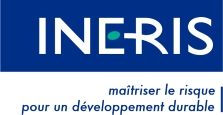 INERIS
maîtriser le risque
pour un développement durable